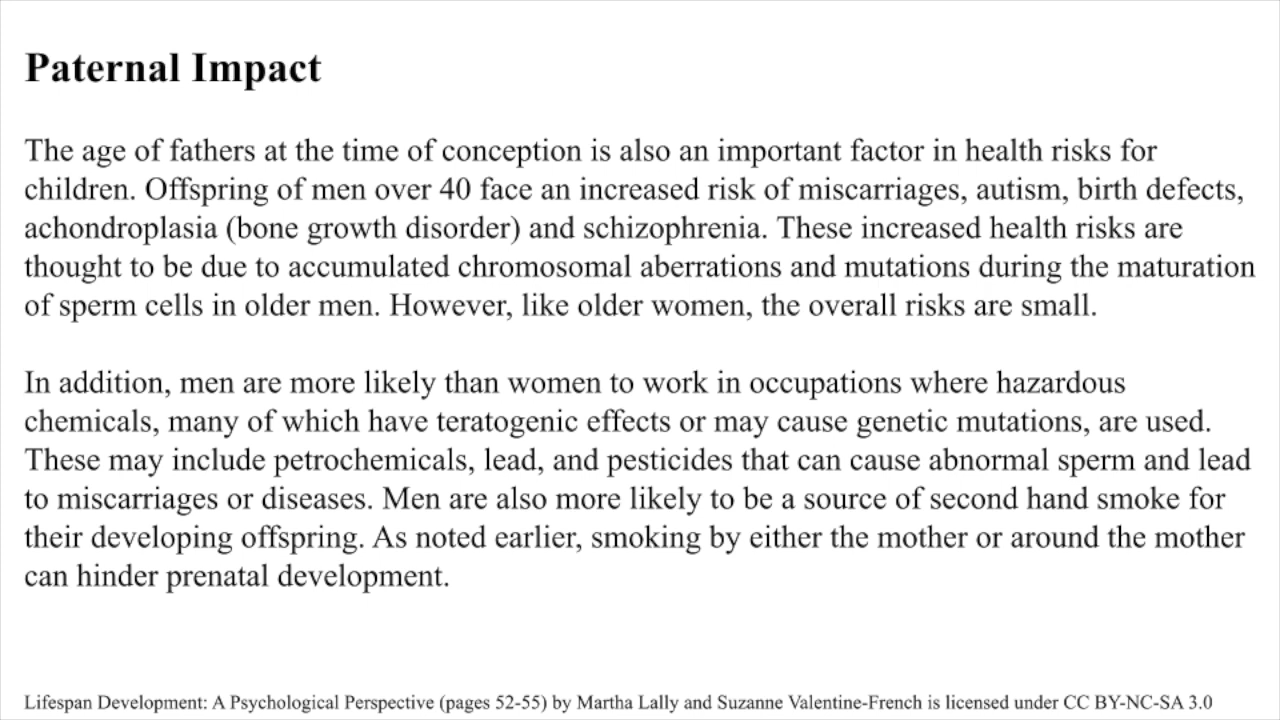 Paternal Impact
The age of fathers at the time of conception is also an important factor in health risks for
children. Offspring of men over 40 face an increased risk of miscarriages, autism, birth defects,
achondroplasia (bone growth disorder) and schizophrenia. These increased health risks are
thought to be due to accumulated chromosomal aberrations and mutations during the maturation
of sperm cells in older men. However, like older women, the overall risks are small.
In addition, men are more likely than women to work in occupations where hazardous
chemicals, many of which have teratogenic effects or may cause genetic mutations, are used.
These may include petrochemicals, lead, and pesticides that can cause abnormal sperm and lead
to miscarriages or diseases. Men are also more likely to be a source of second hand smoke for
their developing offspring. As noted earlier, smoking by either the mother or around the mother
can hinder prenatal development.
Lifespan Development: A Psychological Perspective (pages 52-55) by Martha Lally and Suzanne Valentine-French is licensed under CC BY-NC-SA 3.0